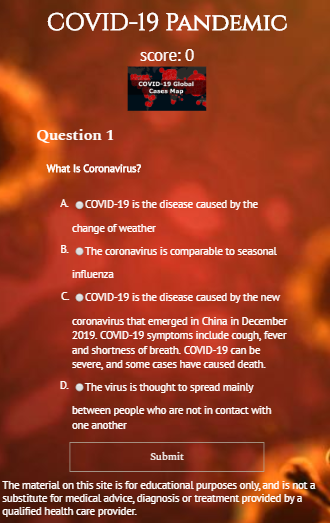 COVID-19 Pandemic
score: 0
COVID-19 Global
Cases Map
Question 1
What Is Coronavirus?
A. COVID-19 is the disease caused by the
change of weather
B. The coronavirus is comparable to seasonal
influenza
C. COVID-19 is the disease caused by the new
coronavirus that emerged in China in December
2019. COVID-19 symptoms include cough, fever
and shortness of breath. COVID-19 can be
severe, and some cases have caused death.
D. The virus is thought to spread mainly
between people who are not in contact with
one another
Submit
The material on this site is for educational purposes only, and is not a
substitute for medical advice, diagnosis or treatment provided by a
qualified health care provider.